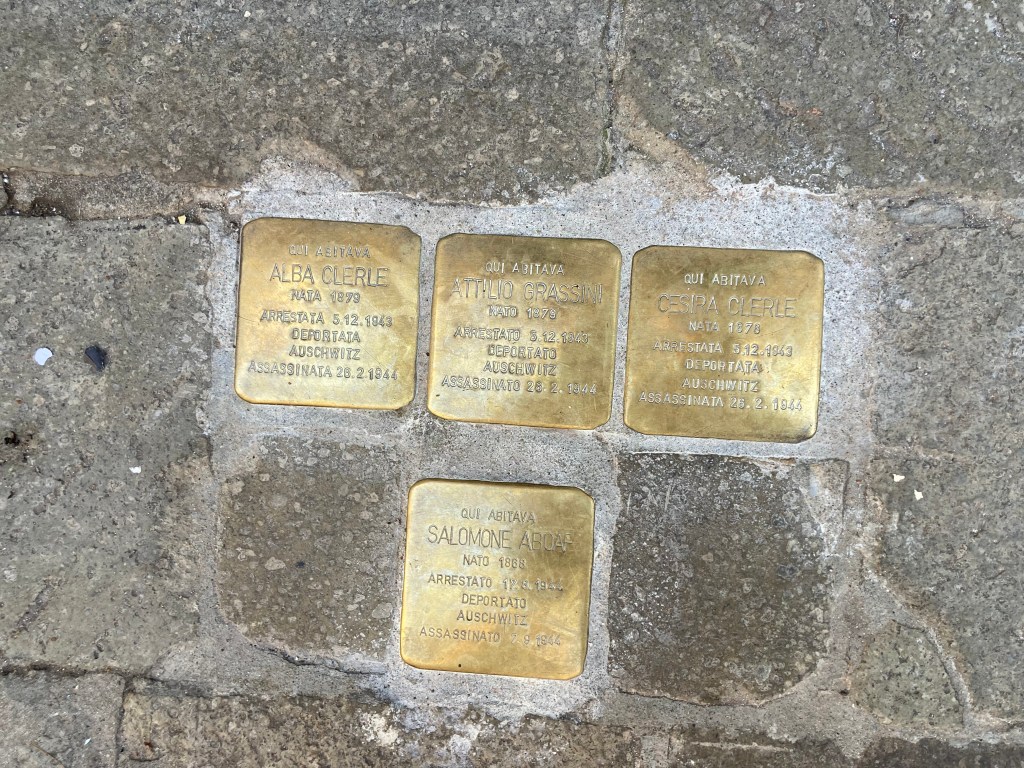 QUI ABITAVA
ALBA CLERLE
NATA 1879
ARRESTATA 5.12.1943
DEPORTATA
AUSCHWITZ
ASSASSINATA 26.2.1944
QUI ABITAVA
ATTILIO GRASSINI
NATO 1879
ARRESTATO 5.12.1943
DEPORTATO
AUSCHWITZ
ASSASSINATO 26.2.1944
QUI ABITAVA
CESIRA CLERLE
NATA 1878
ARRESTATA 5.12.1943
DEPORTATA
AUSCHWITZ
ASSASSINATA 26.2.1944
QUI ABITAVA
SALOMONE ABOAF
NATO 1868
ARRESTATO
DEPORTATO
AUSCHWITZ
ASSASSINATO